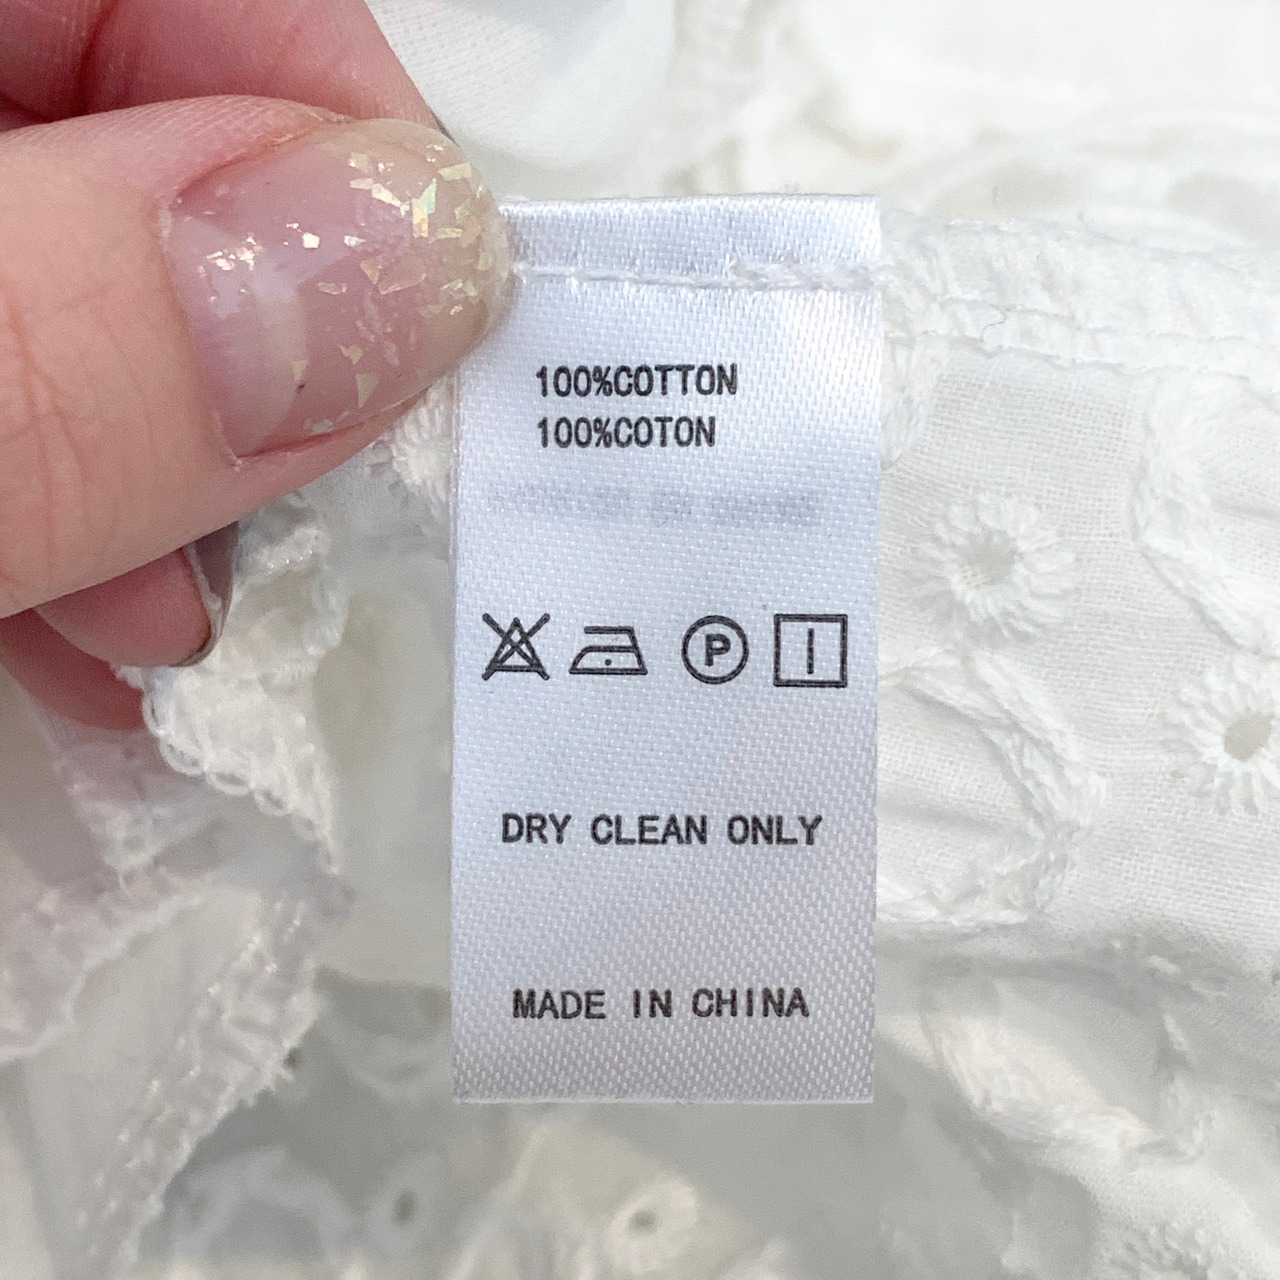 100%COTTON
100%COTON
P
DRY CLEAN ONLY
MADE IN CHINA